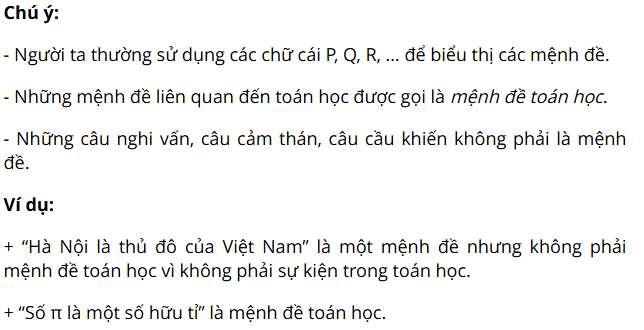 Chú ý:
- Người ta thường sử dụng các chữ cái P, Q, R, ... để biểu thị các mệnh đề.
- Những mệnh đề liên quan đến toán học được gọi là mệnh đề toán học.
- Những câu nghi vấn, câu cảm thán, câu cầu khiến không phải là mệnh
đề.
Ví dụ:
+ “Hà Nội là thủ đô của Việt Nam” là một mệnh đề nhưng không phải
mệnh đề toán học vì không phải sự kiện trong toán học.
+ “Số π là một số hữu tỉ” là mệnh đề toán học.